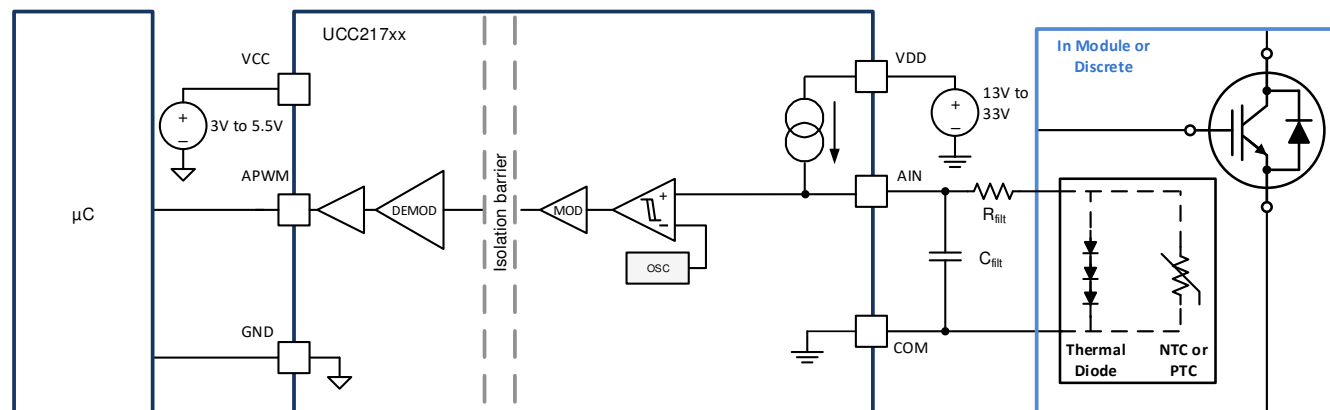 UCC217xx
In Module or
Discrete
VCC
VDD
+
−
3V to 5.5V
+
−
13V to
33V
Isolation barrier
APWM
AIN
µC
DEMOD
MOD
+
−
OSC
Rfilt
Cfilt
GND
COM
Thermal
Diode
NTC or
PTC